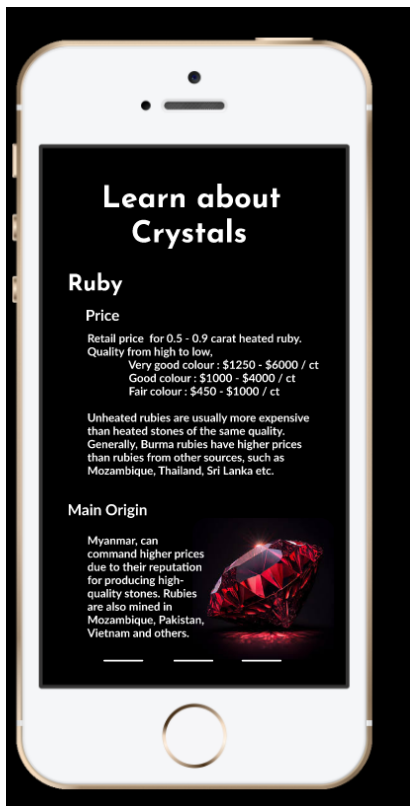 Learn about
Crystals
Ruby
Price
Retail price for 0.5 - 0.9 carat heated ruby.
Quality from high to low,
Very good colour : $1250 - $6000 / ct
Good colour : $1000 - $4000 / ct
Fair colour : $450 - $1000 / ct
Unheated rubies are usually more expensive
than heated stones of the same quality.
Generally, Burma rubies have higher prices
than rubies from other sources, such as
Mozambique, Thailand, Sri Lanka etc.
Main Origin
Myanmar, can
command higher prices
due to their reputation
for producing high-
quality stones. Rubies
are also mined in
Mozambique, Pakistan,
Vietnam and others.